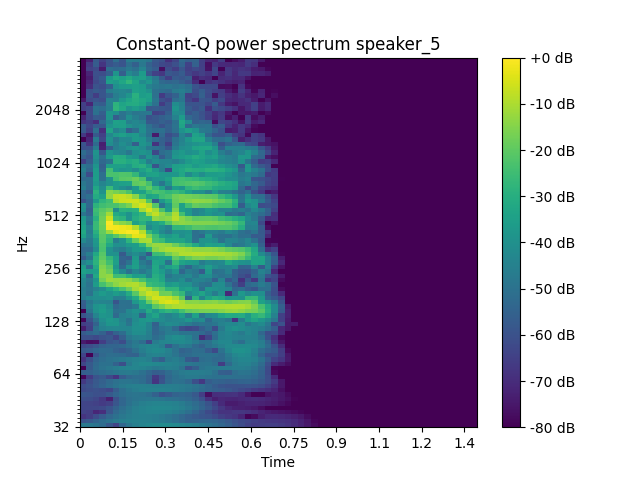 Constant-Q power spectrum speaker_5
Hz
2048
1024
512
256
128
64
32
0 0.15 0.3 0.45 0.6 0.75 0.9 1.1 1.2 1.4
Time
+0 dB
-10 dB
-20 dB
-30 dB
-40 dB
-50 dB
-60 dB
-70 dB
-80 dB